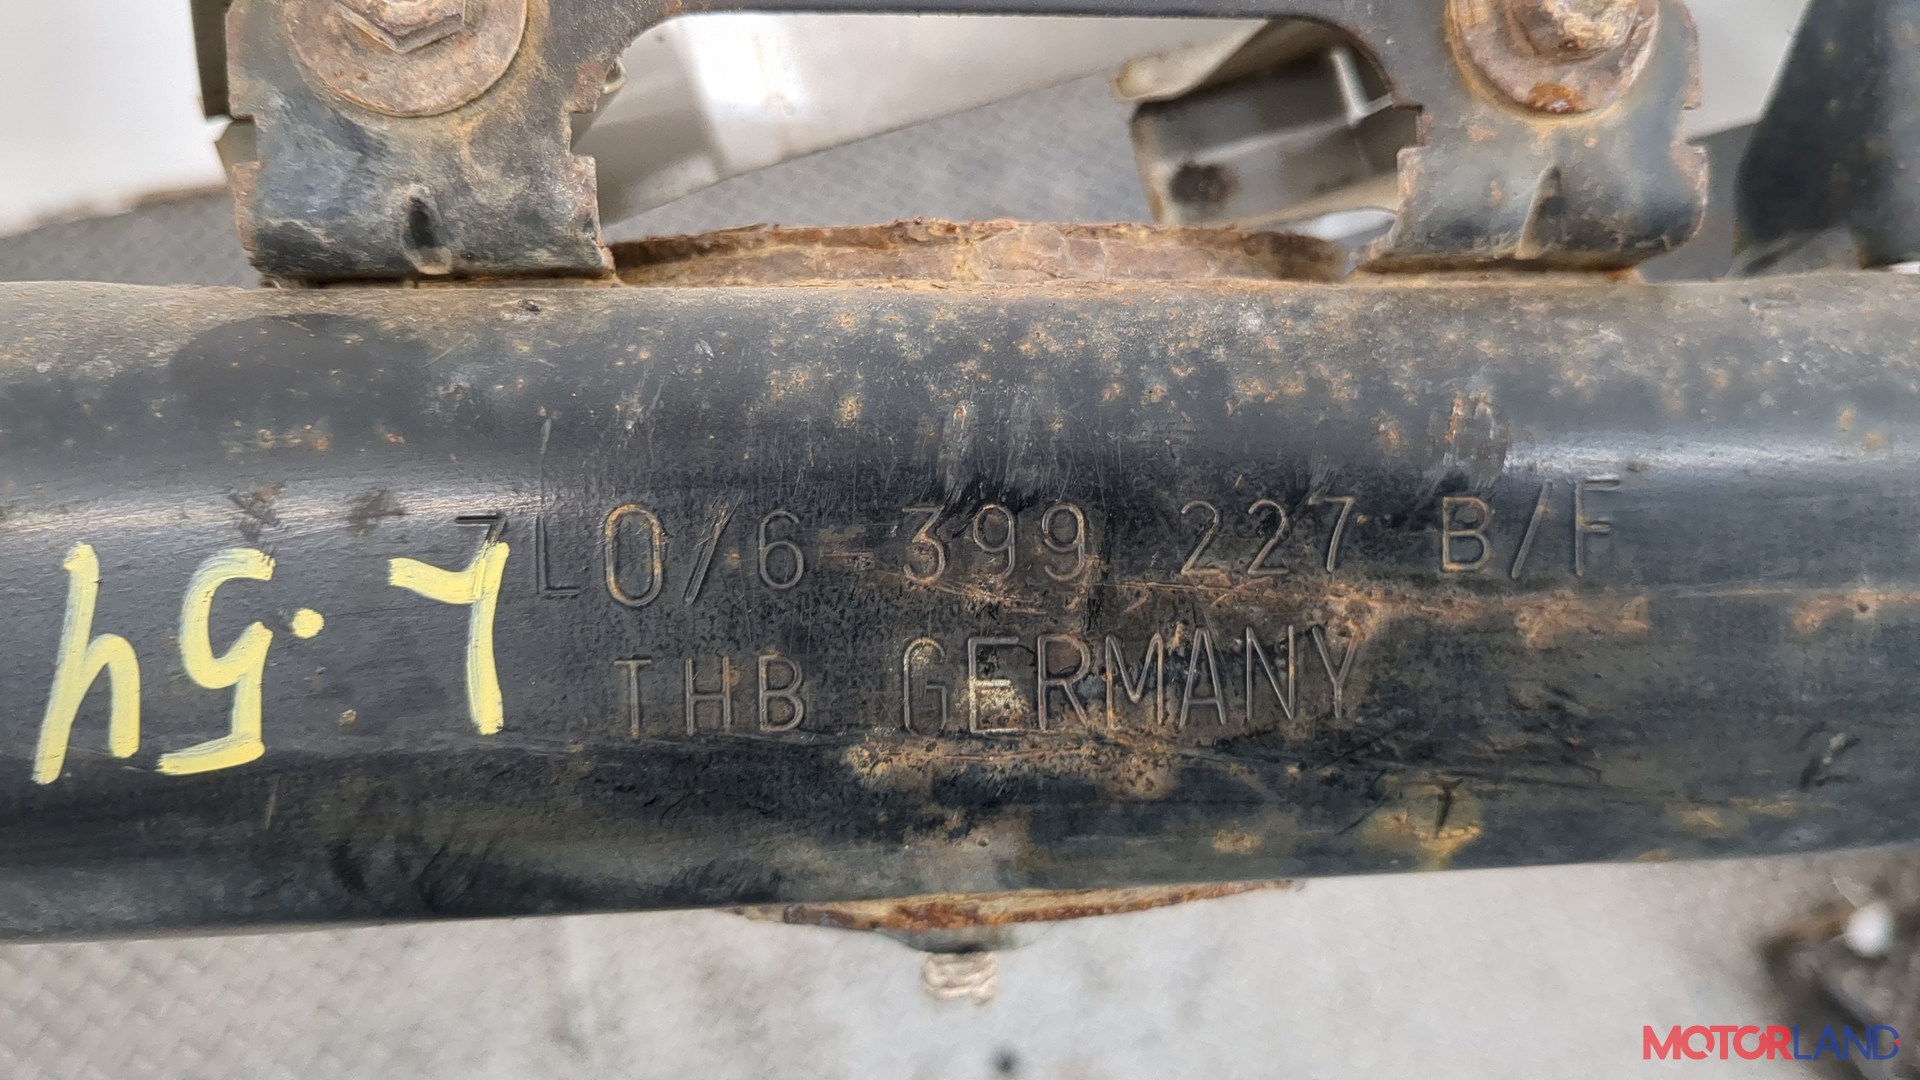 7L0/6 399 227 B/F
THB GERMANY
MOTORLAND